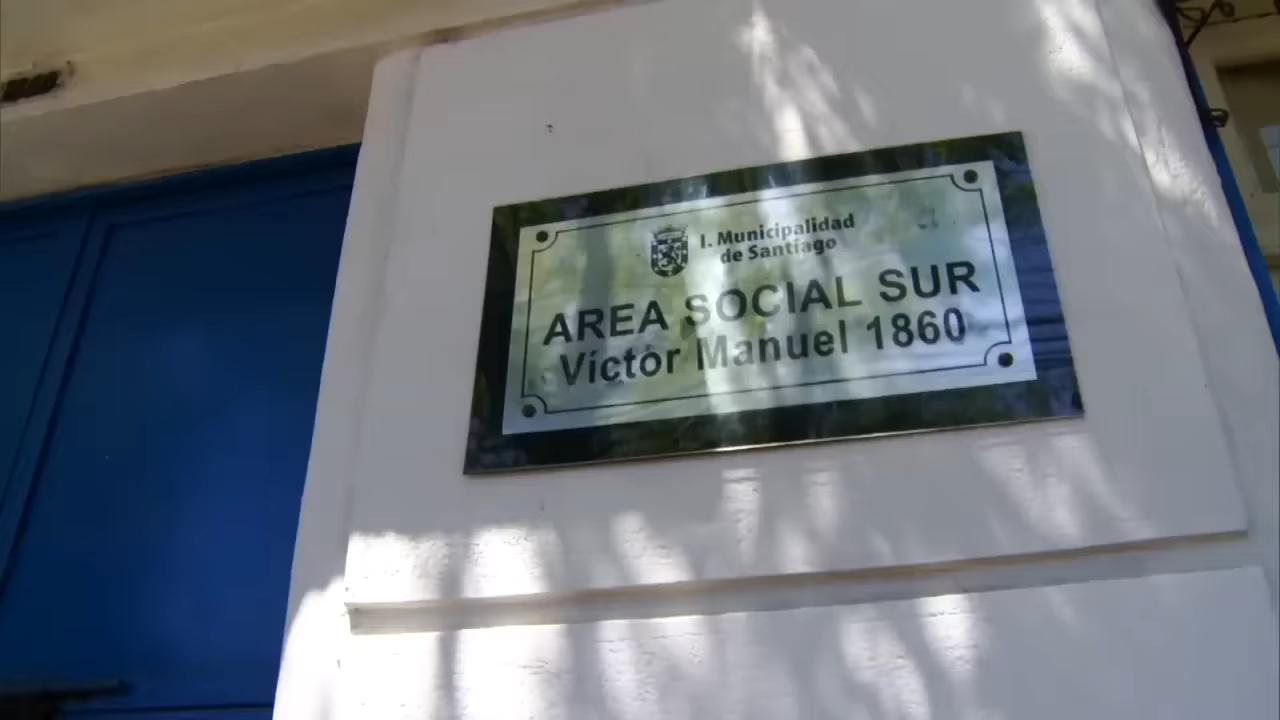 I. Municipalidad
de Santiago
AREA SOCIAL SUR
Víctor Manuel 1860